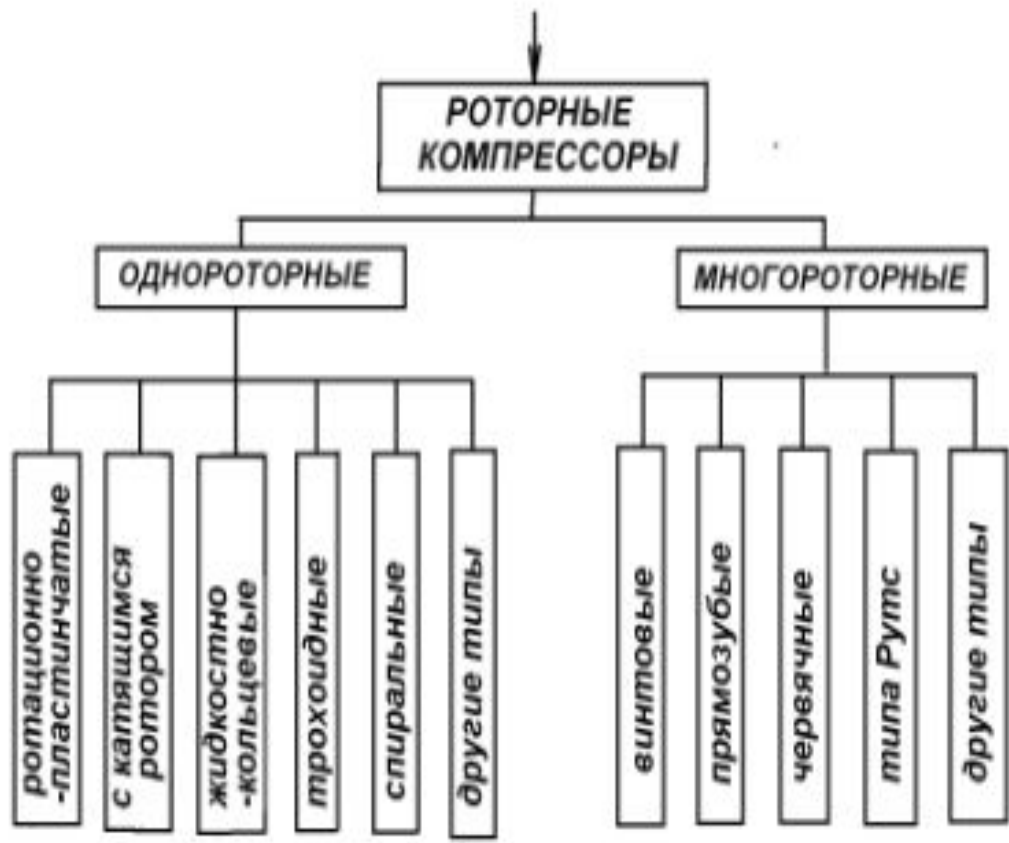 РОТОРНЫЕ
КОМПРЕССОРЫ
ОДНОРОТОРНЫЕ
МНОГОРОТОРНЫЕ
ротационно
-пластинчатые
с катящимся
ротором
жидкостно
-кольцевые
трохоидные
спиральные
другие типы
винтовые
прямозубые
червячные
типа Рутс
другие типы